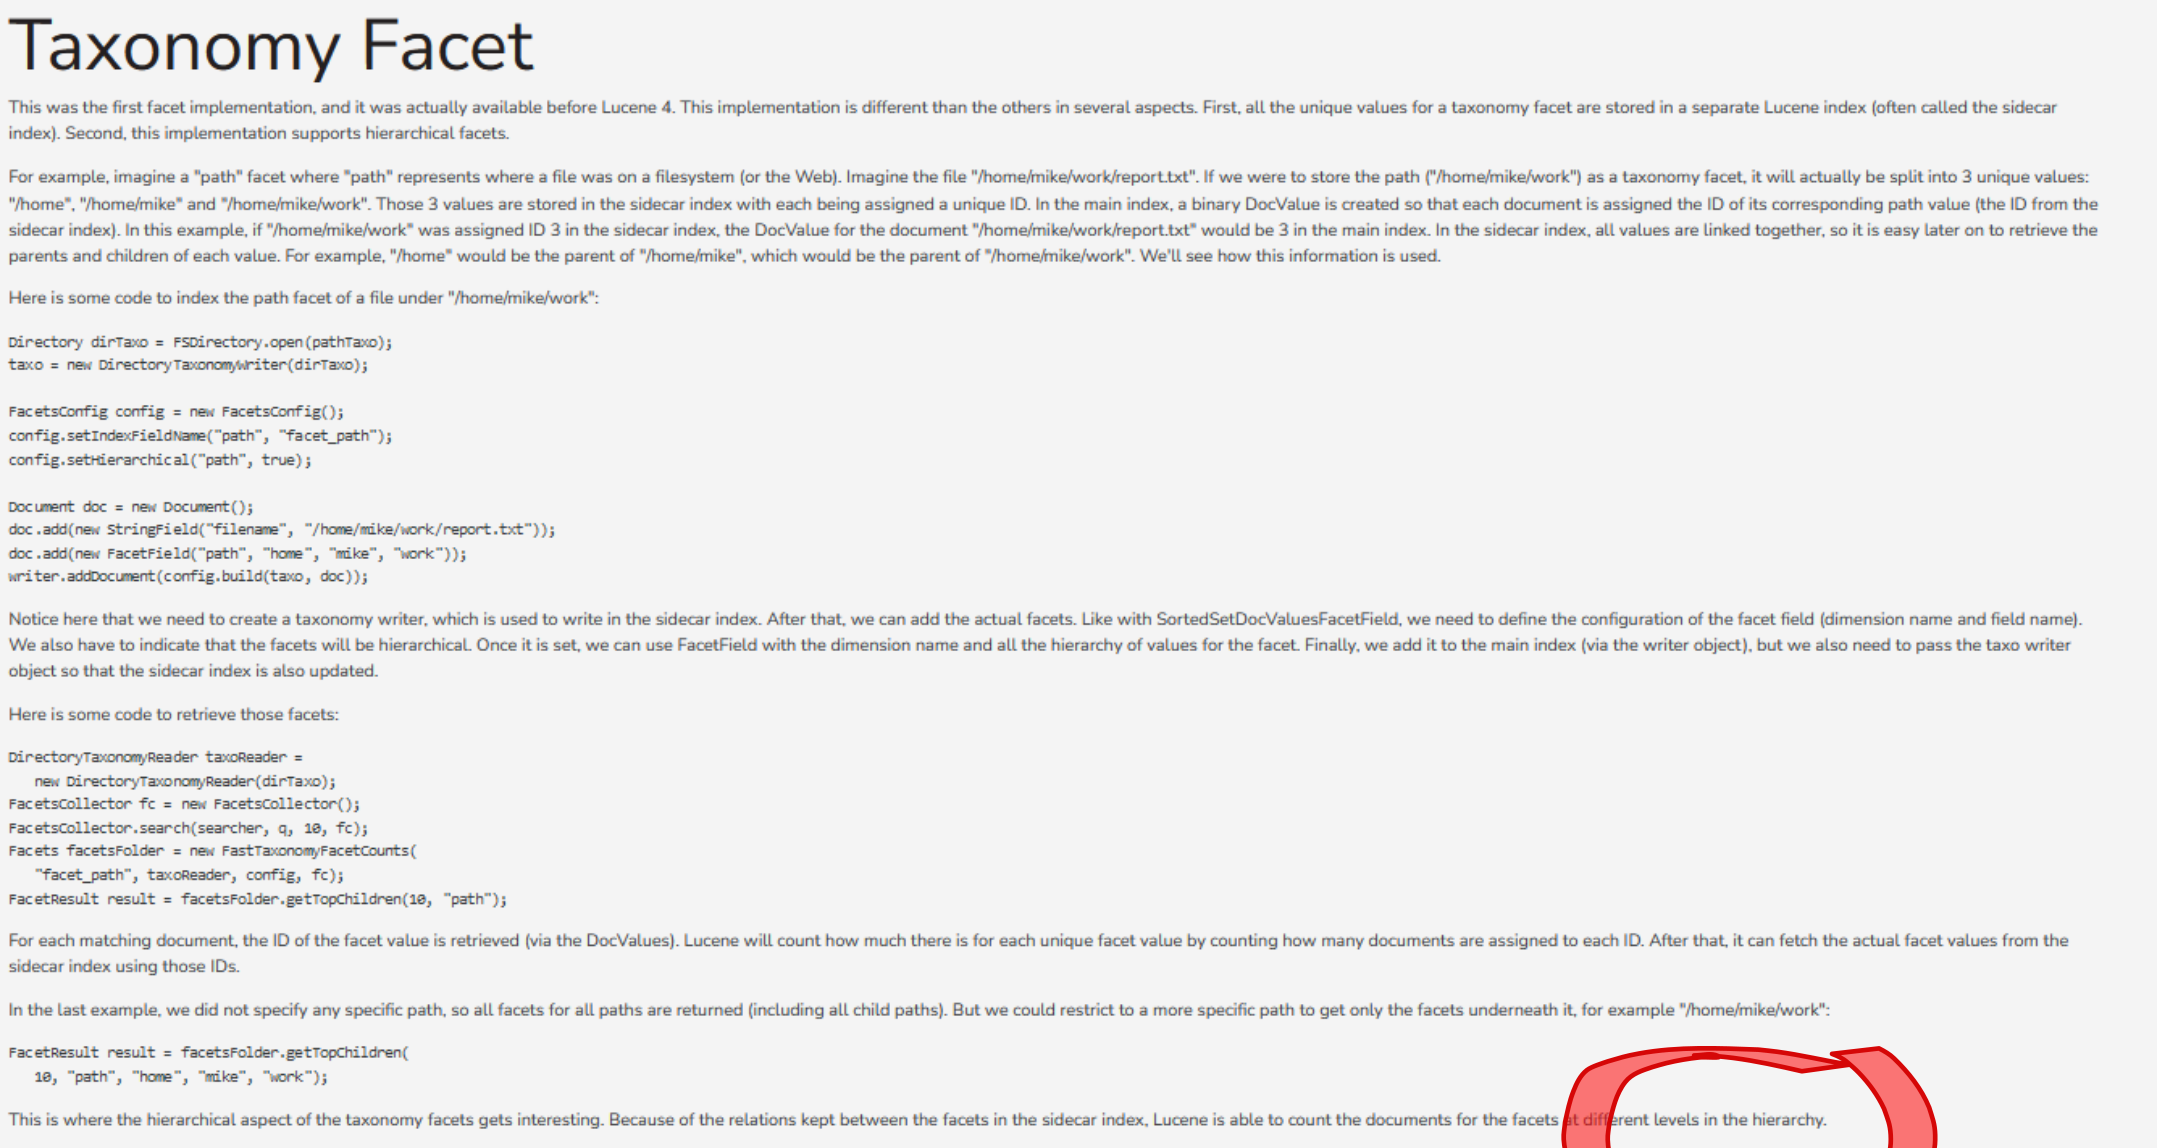 Taxonomy Facet
This was the first facet implementation, and it was actually available before Lucene 4. This implementation is different than the others in several aspects. First, all the unique values for a taxonomy facet are stored in a separate Lucene index (often called the sidecar
index). Second, this implementation supports hierarchical facets.
For example, imagine a "path" facet where "path" represents where a file was on a filesystem (or the Web). Imagine the file "/home/mike/work/report.txt". If we were to store the path ("/home/mike/work") as a taxonomy facet, it will actually be split into 3 unique values:
"/home", "/home/mike" and "/home/mike/work". Those 3 values are stored in the sidecar index with each being assigned a unique ID. In the main index, a binary DocValue is created so that each document is assigned the ID of its corresponding path value (the ID from the
sidecar index). In this example, if "/home/mike/work" was assigned ID 3 in the sidecar index, the DocValue for the document "/home/mike/work/report.txt" would be 3 in the main index. In the sidecar index, all values are linked together, so it is easy later on to retrieve the
parents and children of each value. For example, "/home" would be the parent of "/home/mike", which would be the parent of "/home/mike/work". We'll see how this information is used.
Here is some code to index the path facet of a file under "/home/mike/work":
Directory dirTaxo = FSDirectory.open(pathTaxo);
taxo = new DirectoryTaxonomyWriter(dirTaxo);
FacetsConfig config = new FacetsConfig();
config.setIndexFieldName("path", "facet_path");
config.setHierarchical("path", true);
Document doc = new Document();
doc.add(new StringField("filename", "/home/mike/work/report.txt"));
doc.add(new FacetField("path", "home", "mike", "work"));
writer.addDocument(config.build(taxo, doc));
Notice here that we need to create a taxonomy writer, which is used to write in the sidecar index. After that, we can add the actual facets. Like with SortedSetDocValuesFacetField, we need to define the configuration of the facet field (dimension name and field name).
We also have to indicate that the facets will be hierarchical. Once it is set, we can use FacetField with the dimension name and all the hierarchy of values for the facet. Finally, we add it to the main index (via the writer object), but we also need to pass the taxo writer
object so that the sidecar index is also updated.
Here is some code to retrieve those facets:
DirectoryTaxonomyReader taxoReader =
new DirectoryTaxonomyReader(dirTaxo);
FacetsCollector fc = new FacetsCollector();
FacetsCollector.search(searcher, q, 10, fc);
Facets facetsFolder = new FastTaxonomyFacetCounts(
"facet_path", taxoReader, config, fc);
FacetResult result = facetsFolder.getTopChildren(10, "path");
For each matching document, the ID of the facet value is retrieved (via the DocValues). Lucene will count how much there is for each unique facet value by counting how many documents are assigned to each ID. After that, it can fetch the actual facet values from the
sidecar index using those IDs.
In the last example, we did not specify any specific path, so all facets for all paths are returned (including all child paths). But we could restrict to a more specific path to get only the facets underneath it, for example "/home/mike/work":
FacetResult result = facetsFolder.getTopChildren(
10, "path", "home", "mike", "work");
This is where the hierarchical aspect of the taxonomy facets gets interesting. Because of the relations kept between the facets in the sidecar index, Lucene is able to count the documents for the facets at different levels in the hierarchy.